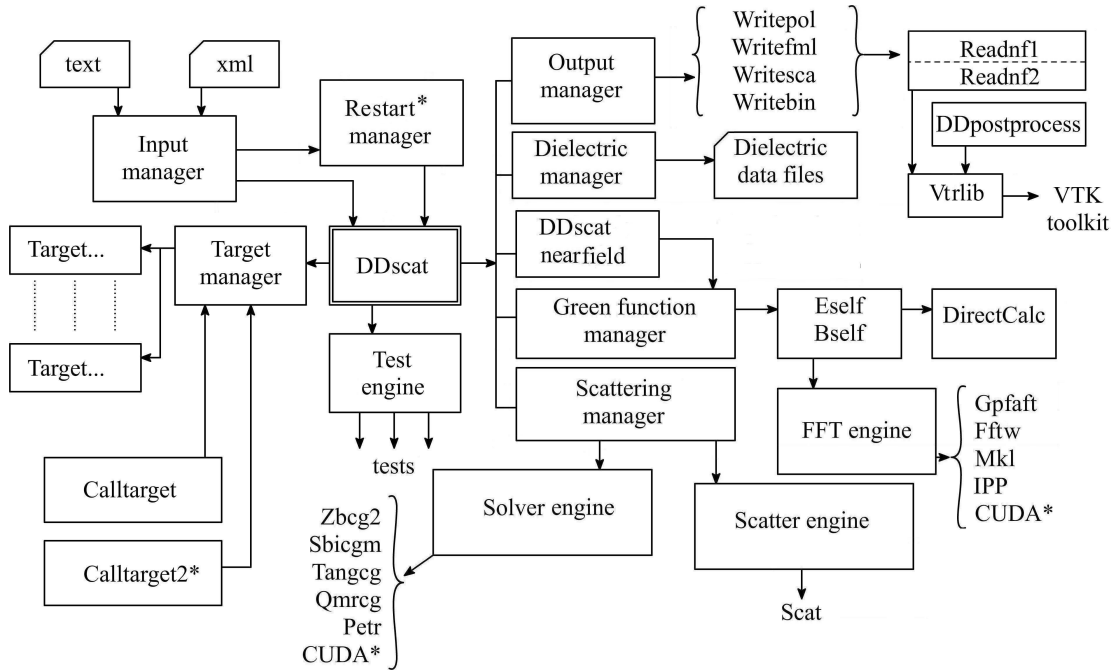 text
xml
Input
manager
Restart*
manager
Output
manager
Writepol
Writefml
Writesca
Writebin
Readnf1
Readnf2
DDpostprocess
Vtrlib
VTK
toolkit
Dielectric
manager
Dielectric
data files
Target...
Target...
Target
manager
DDscat
DDscat
nearfield
Green function
manager
Eself
Bself
DirectCalc
Test
engine
tests
Scattering
manager
FFT engine
Gpfaft
Fftw
Mkl
IPP
CUDA*
Calltarget
Calltarget2*
Solver engine
Zbcg2
Sbicgm
Tangcg
Qmrcg
Petr
CUDA*
Scatter engine
Scat